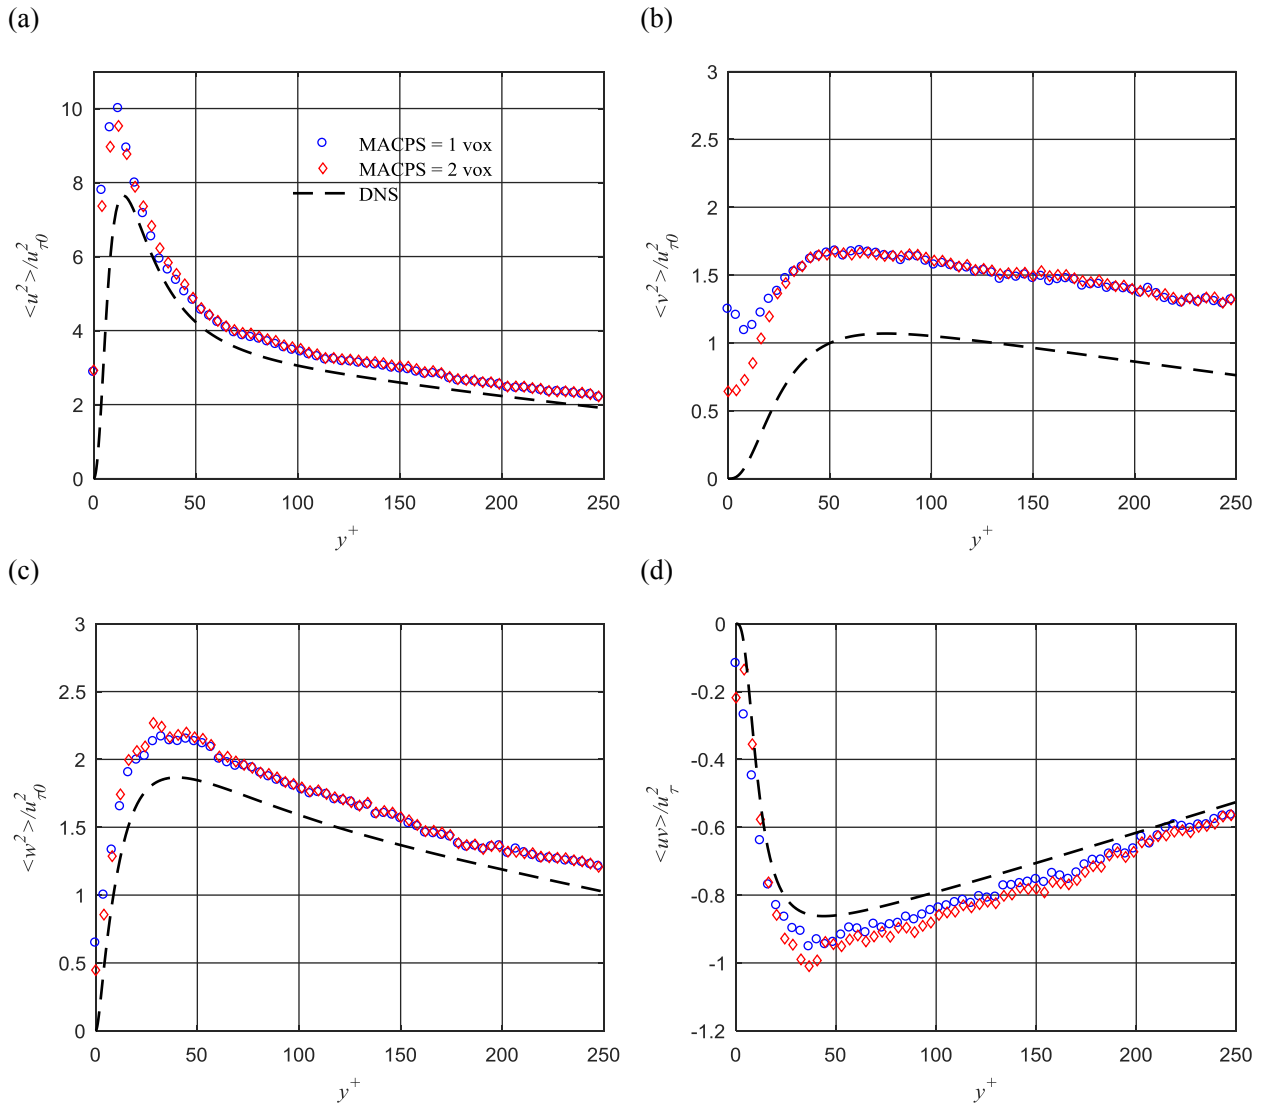 (a)
10
8
6
4
2
0
0 50 100 150 200 250
<u²>/u²τ0
y⁺
MACPS = 1 vox
MACPS = 2 vox
DNS
(b)
3
2.5
2
1.5
1
0.5
0
0 50 100 150 200 250
<v²>/u²τ0
y⁺
(c)
3
2.5
2
1.5
1
0.5
0
0 50 100 150 200 250
<w²>/u²τ0
y⁺
(d)
0
-0.2
-0.4
-0.6
-0.8
-1
-1.2
0 50 100 150 200 250
<uv>/u²τ
y⁺